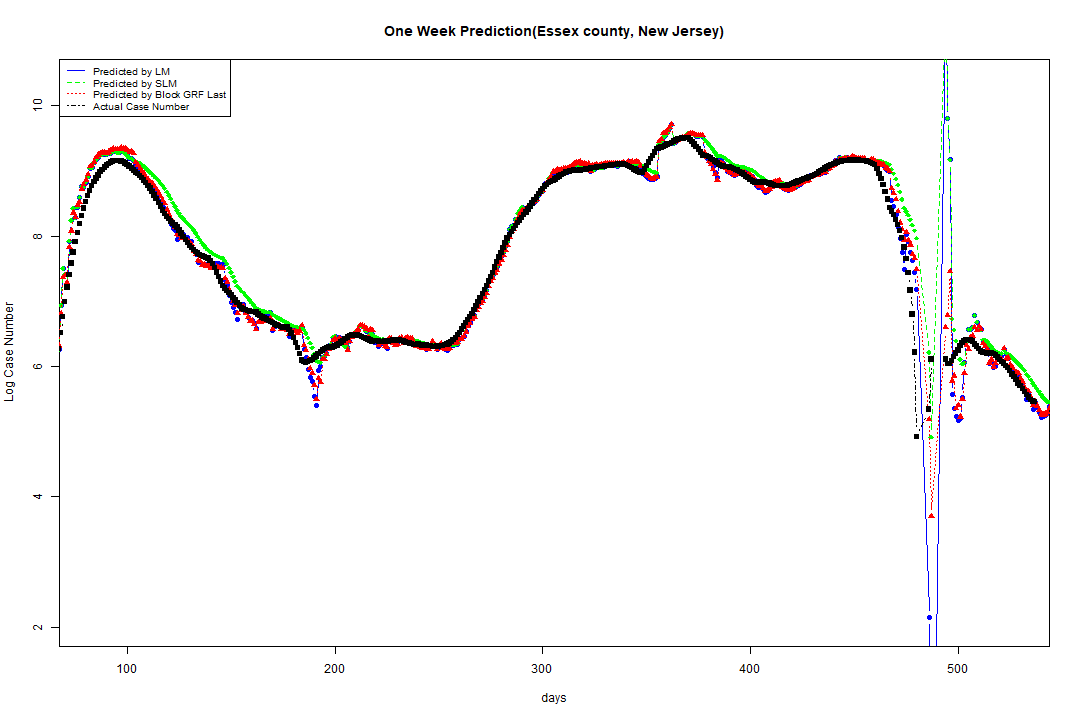 One Week Prediction(Essex county, New Jersey)
Predicted by LM
Predicted by SLM
Predicted by Block GRF Last
Actual Case Number
10
8
6
4
2
Log Case Number
100 200 300 400 500
days